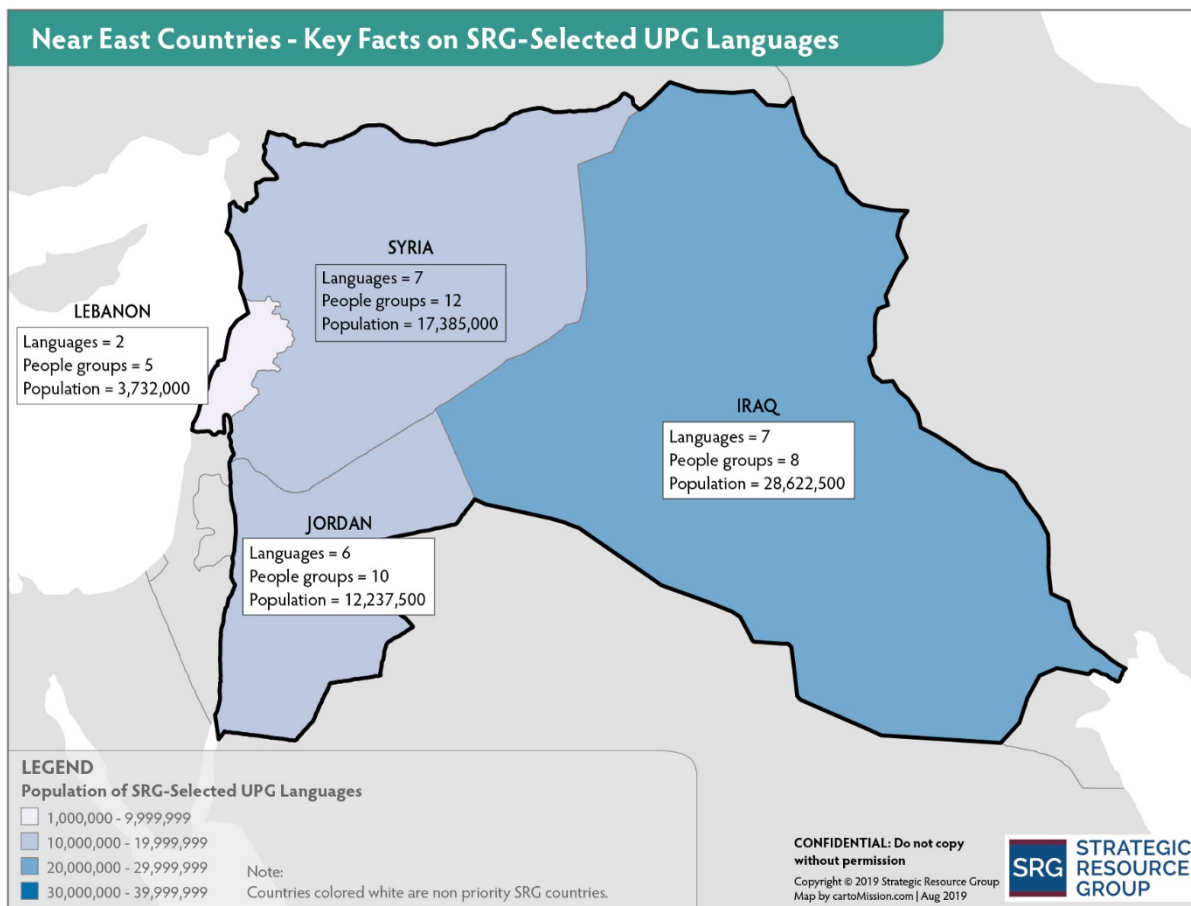 Near East Countries - Key Facts on SRG-Selected UPG Languages
SYRIA
Languages = 7
People groups = 12
Population = 17,385,000
LEBANON
Languages = 2
People groups = 5
Population = 3,732,000
IRAQ
Languages = 7
People groups = 8
Population = 28,622,500
JORDAN
Languages = 6
People groups = 10
Population = 12,237,500
LEGEND
Population of SRG-Selected UPG Languages
1,000,000 - 9,999,999
10,000,000 - 19,999,999
20,000,000 - 29,999,999
30,000,000 - 39,999,999
Note:
Countries colored white are non priority SRG countries.
CONFIDENTIAL: Do not copy
without permission
Copyright © 2019 Strategic Resource Group
Map by cartoMission.com | Aug 2019
SRG
STRATEGIC
RESOURCE
GROUP